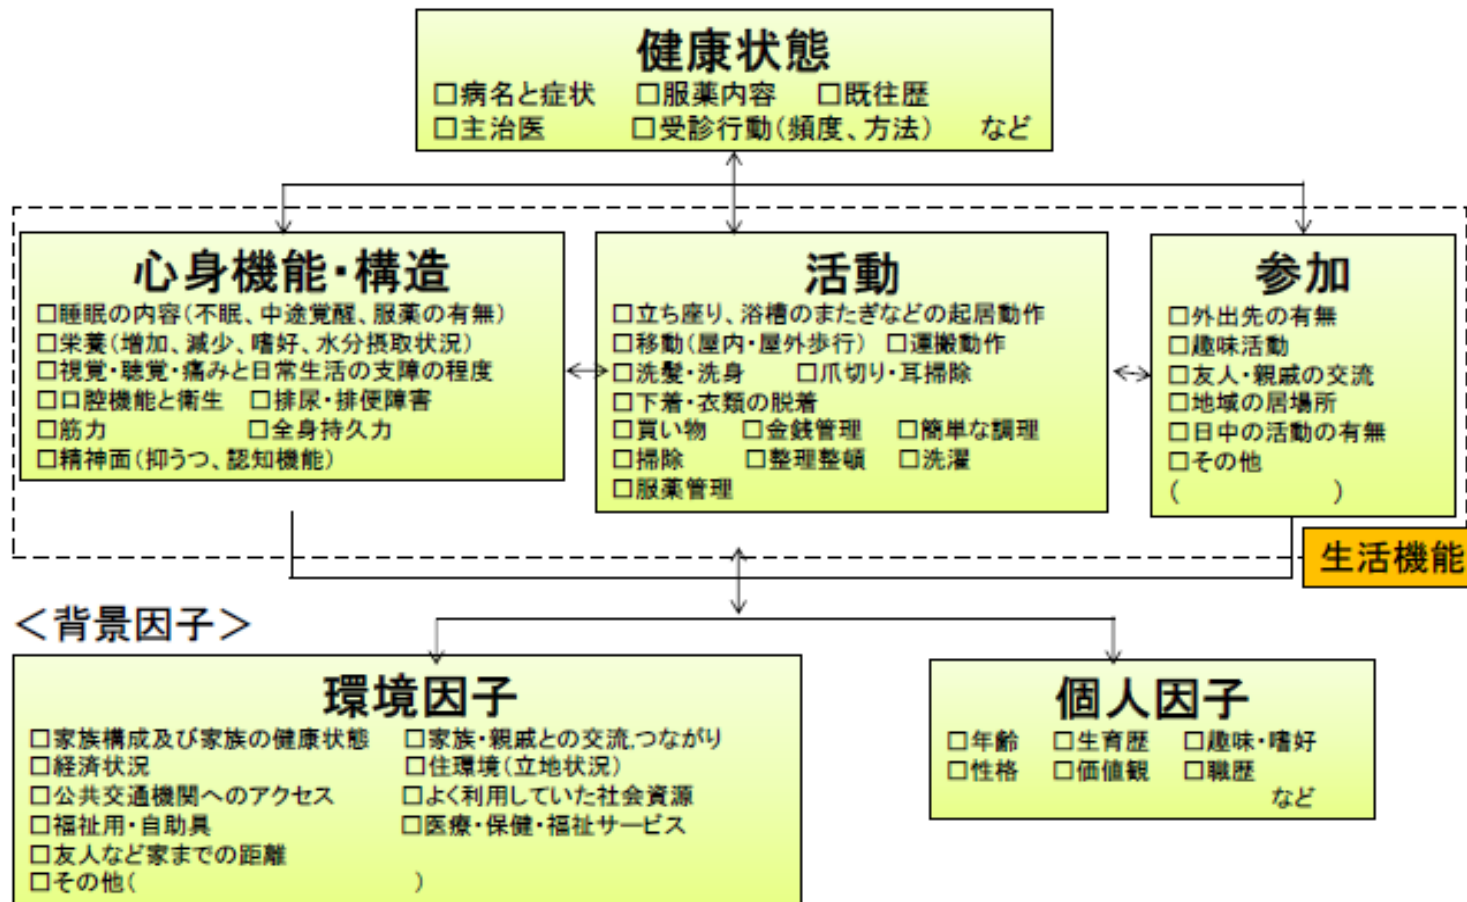 健康状態
□病名と症状 □服薬内容 □既往歴
□主治医 □受診行動(頻度、方法) など
心身機能・構造
□睡眠の内容(不眠、中途覚醒、服薬の有無)
□栄養(増加、減少、嗜好、水分摂取状況)
□視覚・聴覚・痛みと日常生活の支障の程度
□口腔機能と衛生 □排尿・排便障害
□筋力 □全身持久力
□精神面(抑うつ、認知機能)
活動
□立ち座り、浴槽のまたぎなどの起居動作
□移動(屋内・屋外歩行) □運搬動作
□洗髪・洗身 □爪切り・耳掃除
□下着・衣類の脱着
□買い物 □金銭管理 □簡単な調理
□掃除 □整理整頓 □洗濯
□服薬管理
参加
□外出先の有無
□趣味活動
□友人・親戚の交流
□地域の居場所
□日中の活動の有無
□その他
( )
生活機能
＜背景因子＞
環境因子
□家族構成及び家族の健康状態 □家族・親戚との交流,つながり
□経済状況 □住環境(立地状況)
□公共交通機関へのアクセス □よく利用していた社会資源
□福祉用・自助具 □医療・保健・福祉サービス
□友人など家までの距離
□その他( )
個人因子
□年齢 □生育歴 □趣味・嗜好
□性格 □価値観 □職歴
など